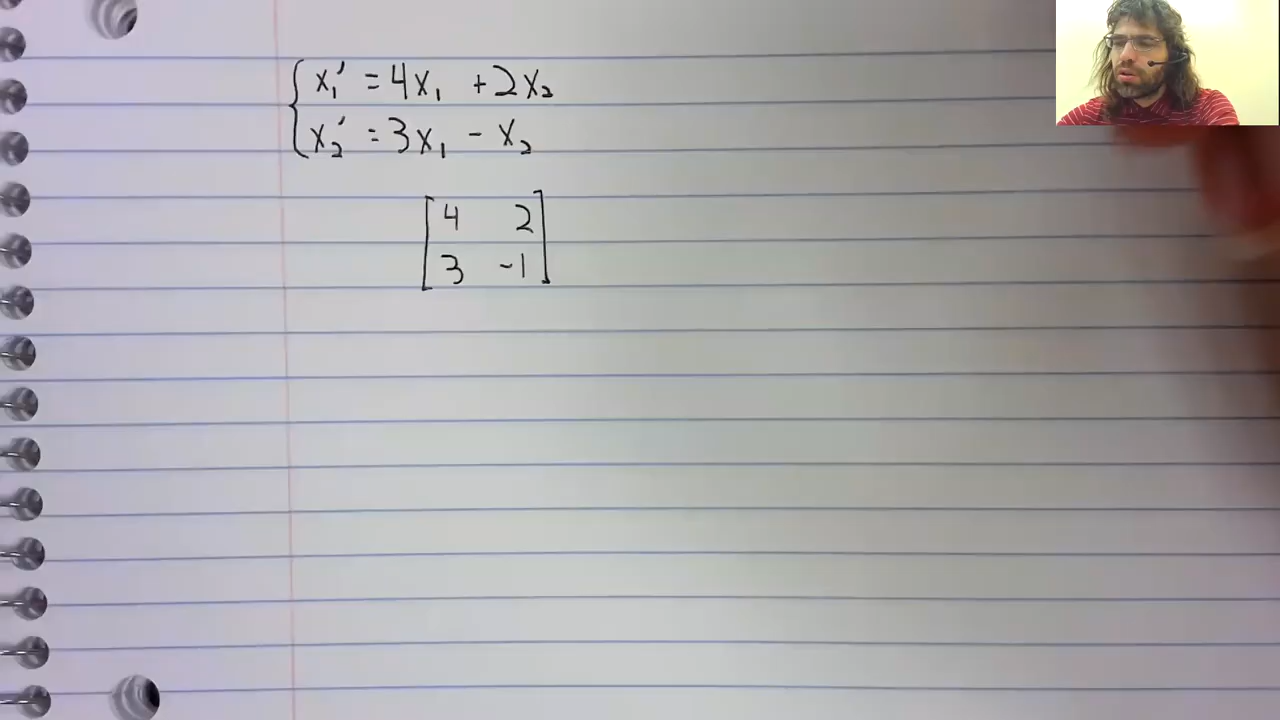 x₁' = 4x₁ + 2x₂
x₂' = 3x₁ - x₂
4 2
3 -1